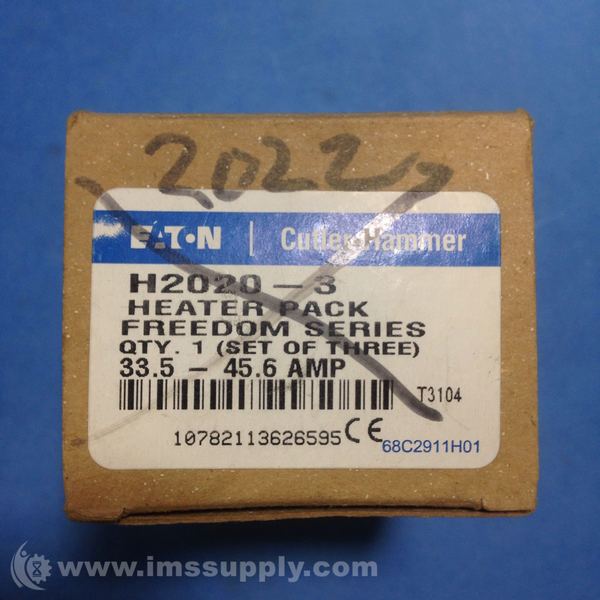 2022
EATON | Cutler-Hammer
H2020-3
HEATER PACK
FREEDOM SERIES
QTY. 1 (SET OF THREE)
33.5 - 45.6 AMP
T3104
10782113626595 CE
68C2911H01
www.imssupply.com